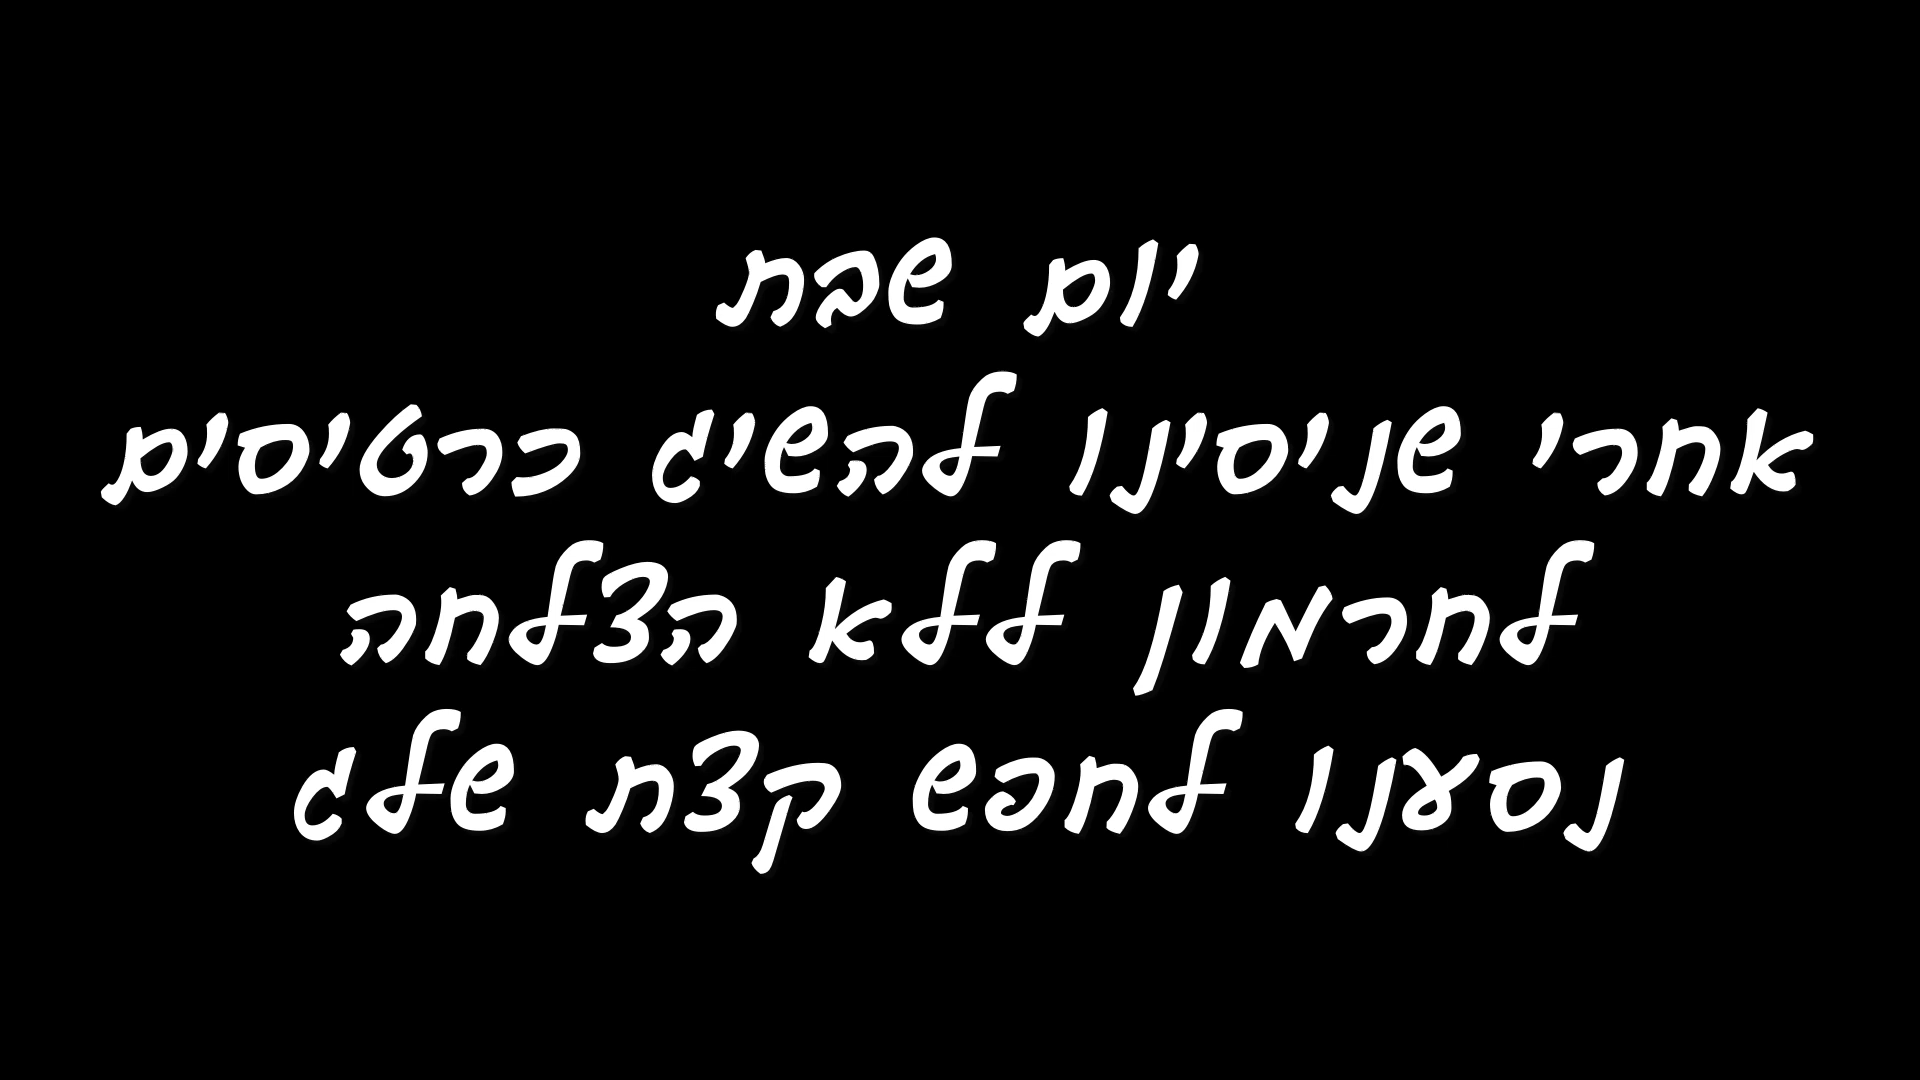 יום שבת
אחרי שניסינו להשיג כרטיסים
לחרמון ללא הצלחה
נסענו לחפש קצת שלג